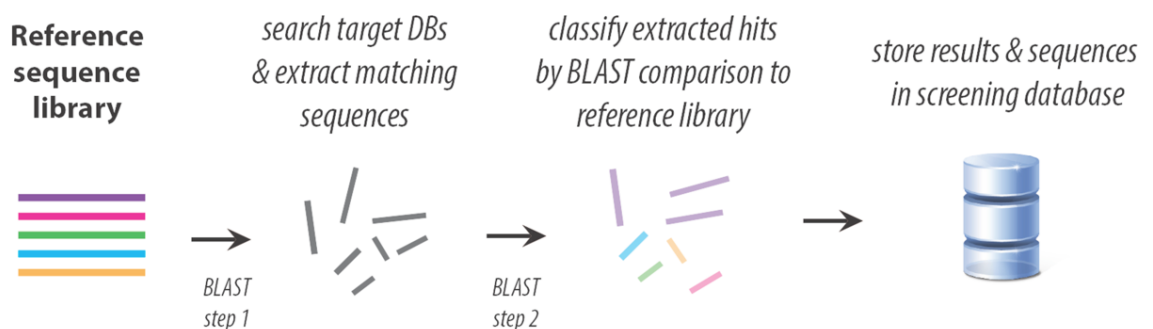 Reference
sequence
library
search target DBs
& extract matching
sequences
classify extracted hits
by BLAST comparison to
reference library
store results & sequences
in screening database
BLAST
step 1
BLAST
step 2